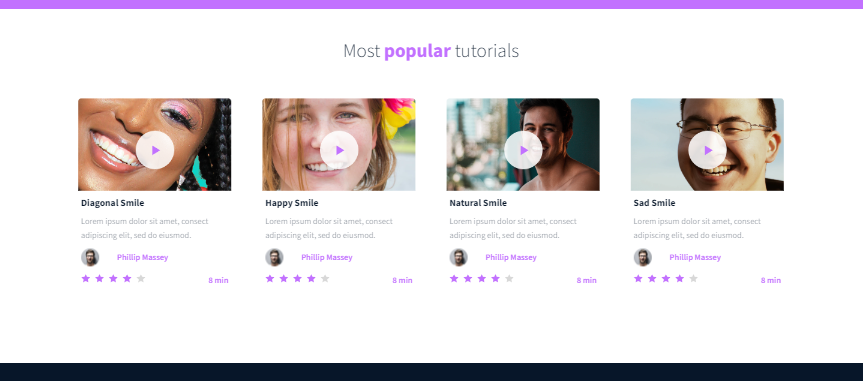 Most popular tutorials
Diagonal Smile
Lorem ipsum dolor sit amet, consect
adipiscing elit, sed do eiusmod.
Phillip Massey
8 min
Happy Smile
Lorem ipsum dolor sit amet, consect
adipiscing elit, sed do eiusmod.
Phillip Massey
8 min
Natural Smile
Lorem ipsum dolor sit amet, consect
adipiscing elit, sed do eiusmod.
Phillip Massey
8 min
Sad Smile
Lorem ipsum dolor sit amet, consect
adipiscing elit, sed do eiusmod.
Phillip Massey
8 min